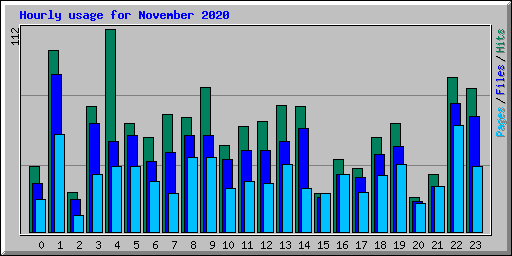 Hourly usage for November 2020
112
Pages/Files/Hits
0 1 2 3 4 5 6 7 8 9 10 11 12 13 14 15 16 17 18 19 20 21 22 23